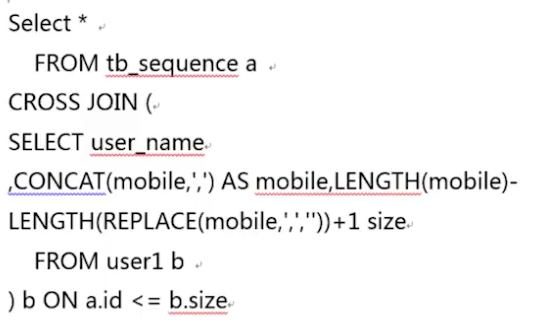 Select *
FROM tb_sequence a
CROSS JOIN (
SELECT user_name
,CONCAT(mobile,',') AS mobile,LENGTH(mobile)-
LENGTH(REPLACE(mobile,',',''))+1 size
FROM user1 b
) b ON a.id <= b.size